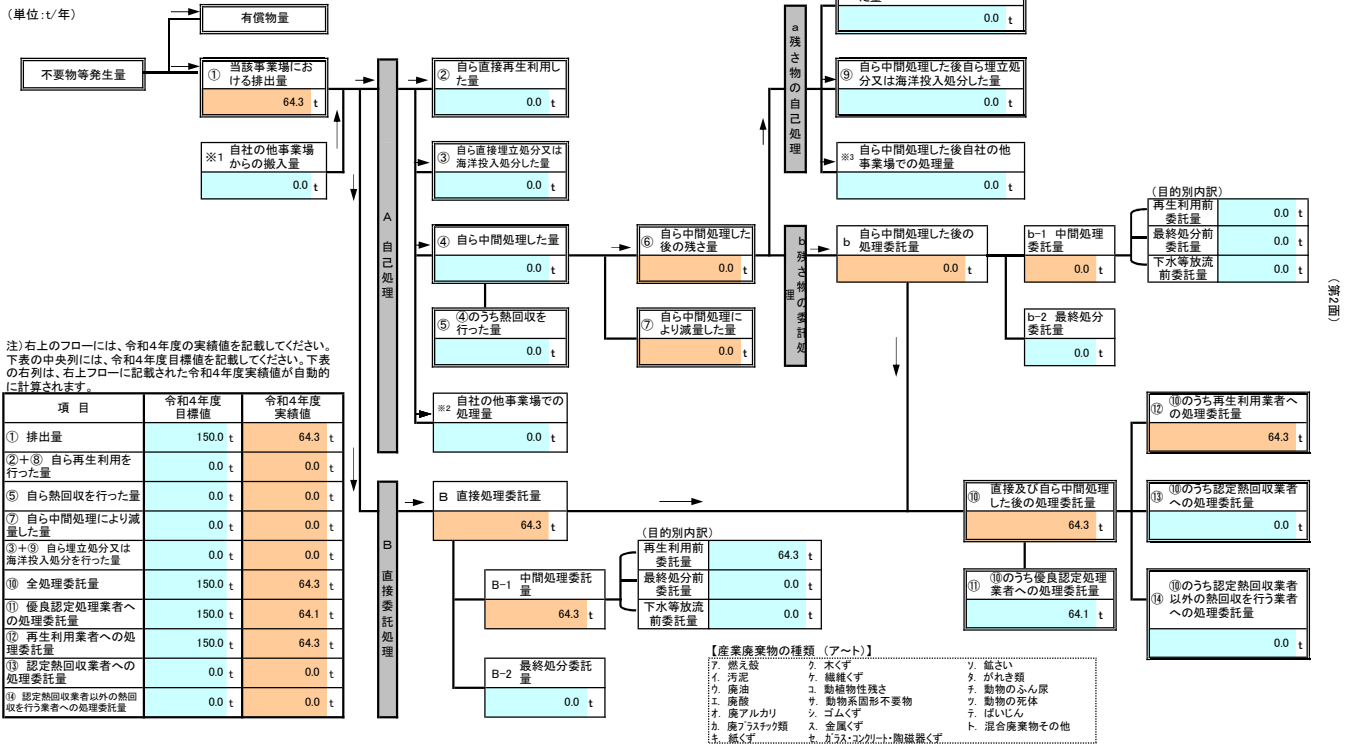 (単位:t/年)
有償物量
た量
0.0 t
不要物等発生量
① 当該事業場における排出量
64.3 t
※1 自社の他事業場からの搬入量
0.0 t
A 自己処理
② 自ら直接再生利用した量
0.0 t
③ 自ら直接埋立処分又は海洋投入処分した量
0.0 t
④ 自ら中間処理した量
0.0 t
⑤ ④のうち熱回収を行った量
0.0 t
※2 自社の他事業場での処理量
0.0 t
⑥ 自ら中間処理した後の残さ量
0.0 t
⑦ 自ら中間処理により減量した量
0.0 t
a 残さ物の自己処理
⑨ 自ら中間処理した後自ら埋立処分又は海洋投入処分した量
0.0 t
※3 自ら中間処理した後自社の他事業場での処理量
0.0 t
b 残さ物の委託処理
b 自ら中間処理した後の処理委託量
0.0 t
b-1 中間処理委託量
0.0 t
b-2 最終処分委託量
0.0 t
(目的別内訳)
再生利用前委託量 0.0 t
最終処分前委託量 0.0 t
下水等放流前委託量 0.0 t
(第2面)
注)右上のフローには、令和4年度の実績値を記載してください。
下表の中央列には、令和4年度目標値を記載してください。下表
の右列は、右上フローに記載された令和4年度実績値が自動的
に計算されます。
項 目 令和4年度目標値 令和4年度実績値
① 排出量 150.0 t 64.3 t
②+⑧ 自ら再生利用を行った量 0.0 t 0.0 t
⑤ 自ら熱回収を行った量 0.0 t 0.0 t
⑦ 自ら中間処理により減量した量 0.0 t 0.0 t
③+⑨ 自ら埋立処分又は海洋投入処分を行った量 0.0 t 0.0 t
⑩ 全処理委託量 150.0 t 64.3 t
⑪ 優良認定処理業者への処理委託量 150.0 t 64.1 t
⑫ 再生利用業者への処理委託量 150.0 t 64.3 t
⑬ 認定熱回収業者への処理委託量 0.0 t 0.0 t
⑭ 認定熱回収業者以外の熱回収を行う業者への処理委託量 0.0 t 0.0 t
B 直接委託処理
B 直接処理委託量
64.3 t
B-1 中間処理委託量
64.3 t
B-2 最終処分委託量
0.0 t
(目的別内訳)
再生利用前委託量 64.3 t
最終処分前委託量 0.0 t
下水等放流前委託量 0.0 t
⑩ 直接及び自ら中間処理した後の処理委託量
64.3 t
⑪ ⑩のうち優良認定処理業者への処理委託量
64.1 t
⑫ ⑩のうち再生利用業者への処理委託量
64.3 t
⑬ ⑩のうち認定熱回収業者への処理委託量
0.0 t
⑭ ⑩のうち認定熱回収業者以外の熱回収を行う業者への処理委託量
0.0 t
【産業廃棄物の種類 (ア~ト)】
ア. 燃え殻 ク. 木くず ソ. 鉱さい
イ. 汚泥 ケ. 繊維くず タ. がれき類
ウ. 廃油 コ. 動植物性残さ チ. 動物のふん尿
エ. 廃酸 サ. 動物系固形不要物 ツ. 動物の死体
オ. 廃アルカリ シ. ゴムくず テ. ばいじん
カ. 廃プラスチック類 ス. 金属くず ト. 混合廃棄物その他
キ. 紙くず セ. ガラス・コンクリート・陶磁器くず